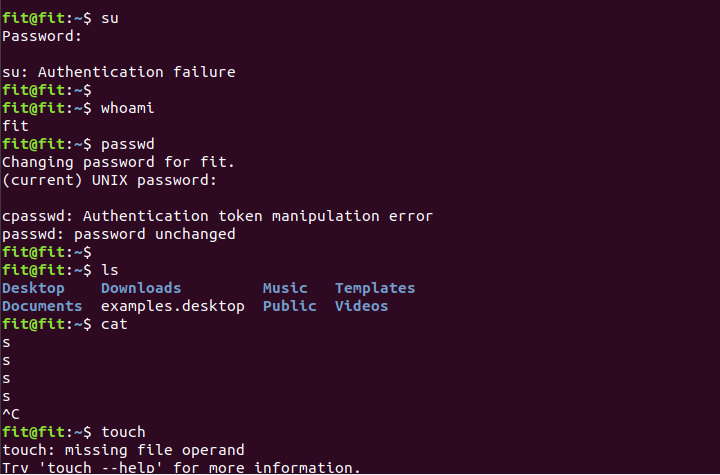 fit@fit:~$ su
Password:
su: Authentication failure
fit@fit:~$
fit@fit:~$ whoami
fit
fit@fit:~$ passwd
Changing password for fit.
(current) UNIX password:
cpasswd: Authentication token manipulation error
passwd: password unchanged
fit@fit:~$
fit@fit:~$ ls
Desktop Downloads Music Templates
Documents examples.desktop Public Videos
fit@fit:~$ cat
s
s
s
s
^C
fit@fit:~$ touch
touch: missing file operand
Try 'touch --help' for more information.